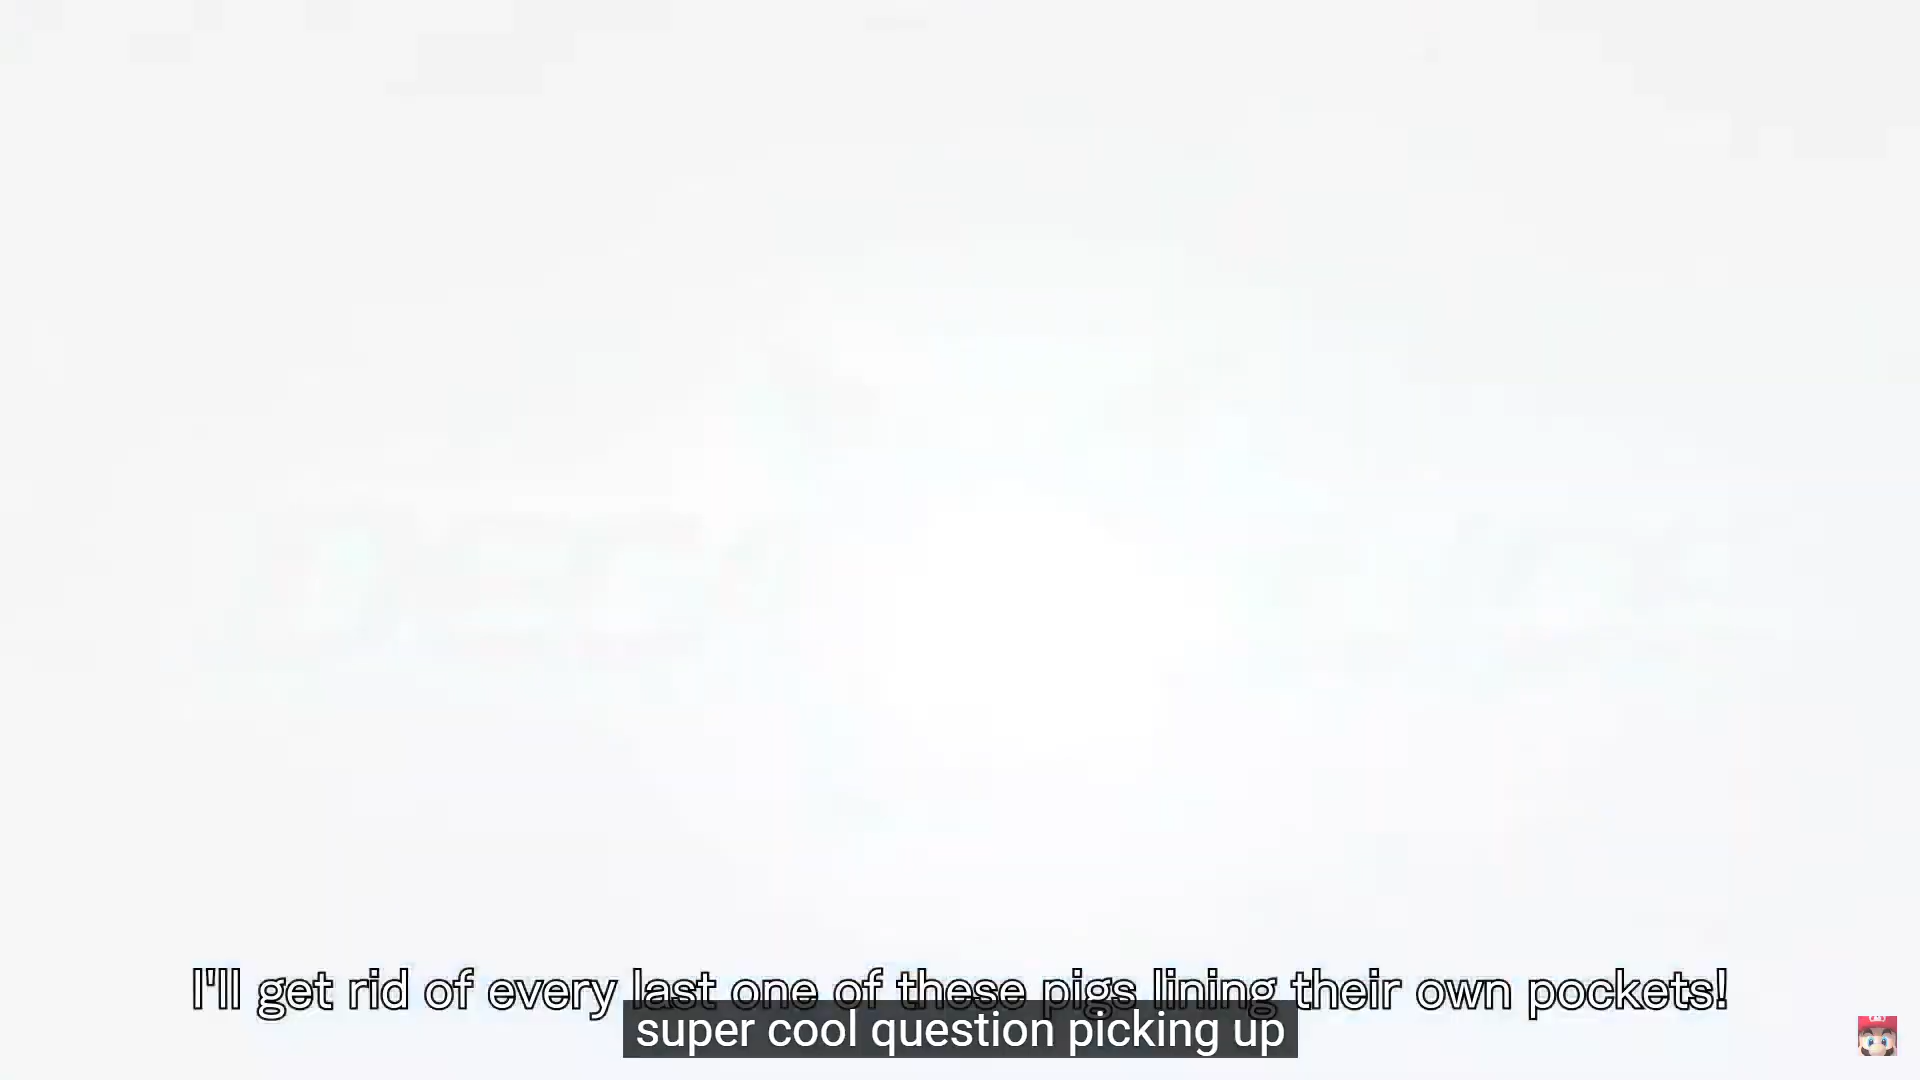 I'll get rid of every last one of these pigs lining their own pockets!
super cool question picking up